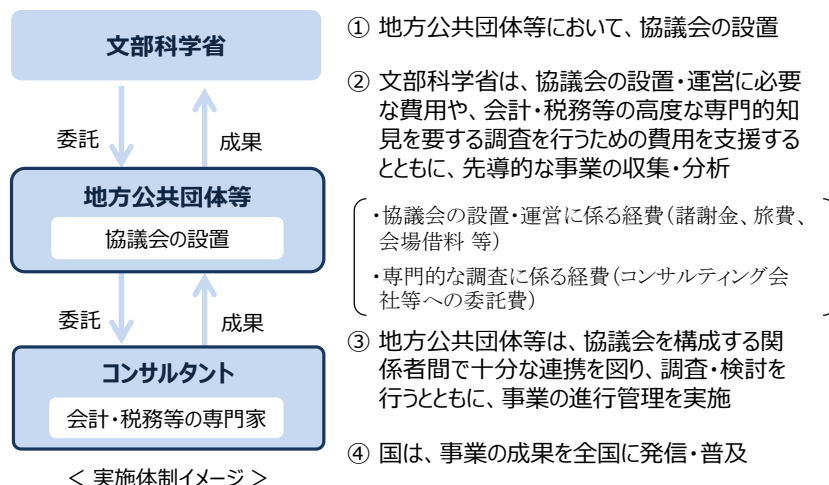 文部科学省
委託
成果
地方公共団体等
協議会の設置
委託
成果
コンサルタント
会計・税務等の専門家
＜ 実施体制イメージ ＞
① 地方公共団体等において、協議会の設置
② 文部科学省は、協議会の設置・運営に必要
な費用や、会計・税務等の高度な専門的知
見を要する調査を行うための費用を支援する
とともに、先導的な事業の収集・分析
・協議会の設置・運営に係る経費（諸謝金、旅費、
会場借料 等）
・専門的な調査に係る経費（コンサルティング会
社等への委託費）
③ 地方公共団体等は、協議会を構成する関
係者間で十分な連携を図り、調査・検討を
行うとともに、事業の進行管理を実施
④ 国は、事業の成果を全国に発信・普及